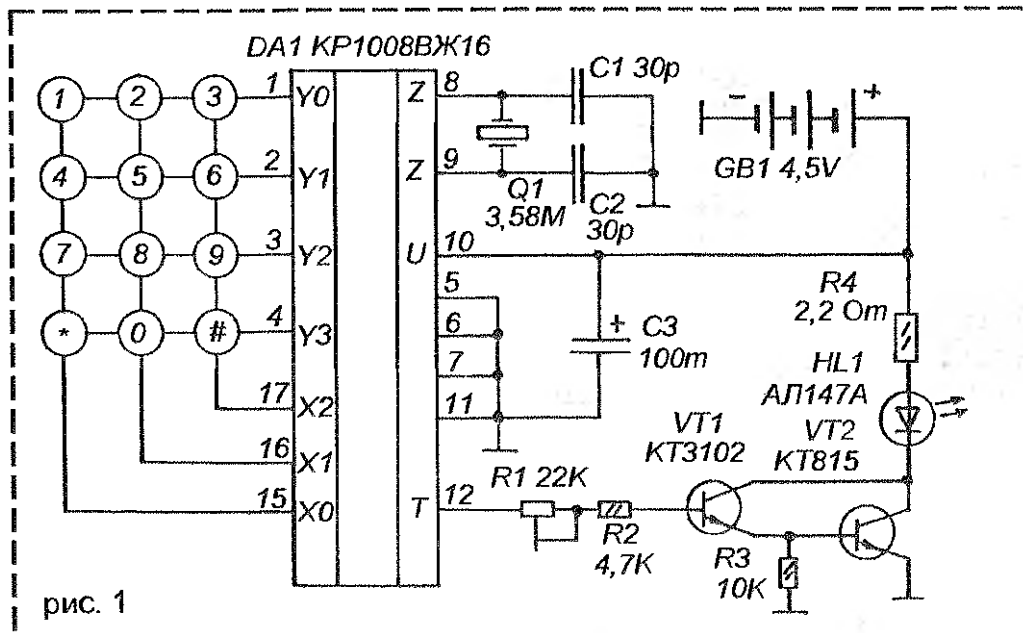 DA1 КР1008ВЖ16
1 2 3 1 Y0 Z 8 C1 30p
4 5 6 2 Y1 Z 9 Q1 3,58М C2 30p
- +
GB1 4,5V
7 8 9 3 Y2 U 10
* 0 # 4 Y3
5
6
7
11
C3 100m
+
R4
2,2 Om
HL1
АЛ147А
17 X2
16 X1
15 X0
T 12
R1 22K
R2
4,7K
VT1
КТ3102
VT2
КТ815
R3
10K
рис. 1